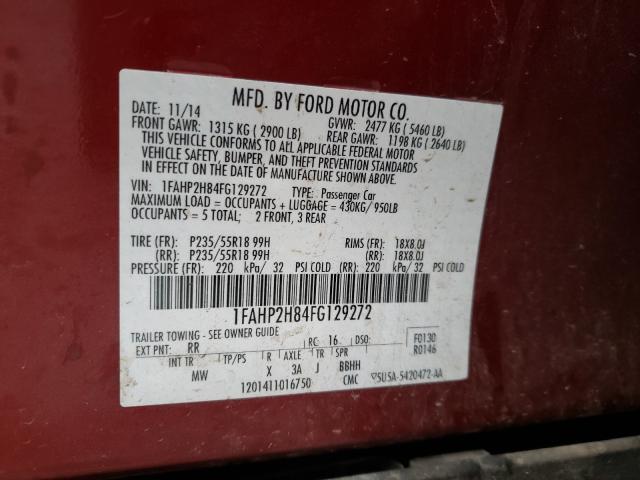 MFD. BY FORD MOTOR CO.
DATE: 11/14 GVWR: 2477 KG ( 5460 LB)
FRONT GAWR: 1315 KG ( 2900 LB) REAR GAWR: 1198 KG ( 2640 LB)
THIS VEHICLE CONFORMS TO ALL APPLICABLE FEDERAL MOTOR
VEHICLE SAFETY, BUMPER, AND THEFT PREVENTION STANDARDS
IN EFFECT ON THE DATE OF MANUFACTURE SHOWN ABOVE.
VIN: 1FAHP2H84FG129272 TYPE: Passenger Car
MAXIMUM LOAD = OCCUPANTS + LUGGAGE = 430KG/ 950LB
OCCUPANTS = 5 TOTAL; 2 FRONT, 3 REAR
TIRE (FR): P235/55R18 99H RIMS (FR): 18X8.0J
(RR): P235/55R18 99H (RR): 18X8.0J
PRESSURE (FR): 220 kPa/ 32 PSI COLD (RR): 220 kPa/ 32 PSI COLD
1FAHP2H84FG129272
TRAILER TOWING - SEE OWNER GUIDE
EXT PNT: RR RC: 16 DSO: F0130
R0146
INT TR TP/PS R AXLE TR SPR
MW X 3A J BBHH
1201411016750 CMC ▽5U5A-5420472-AA